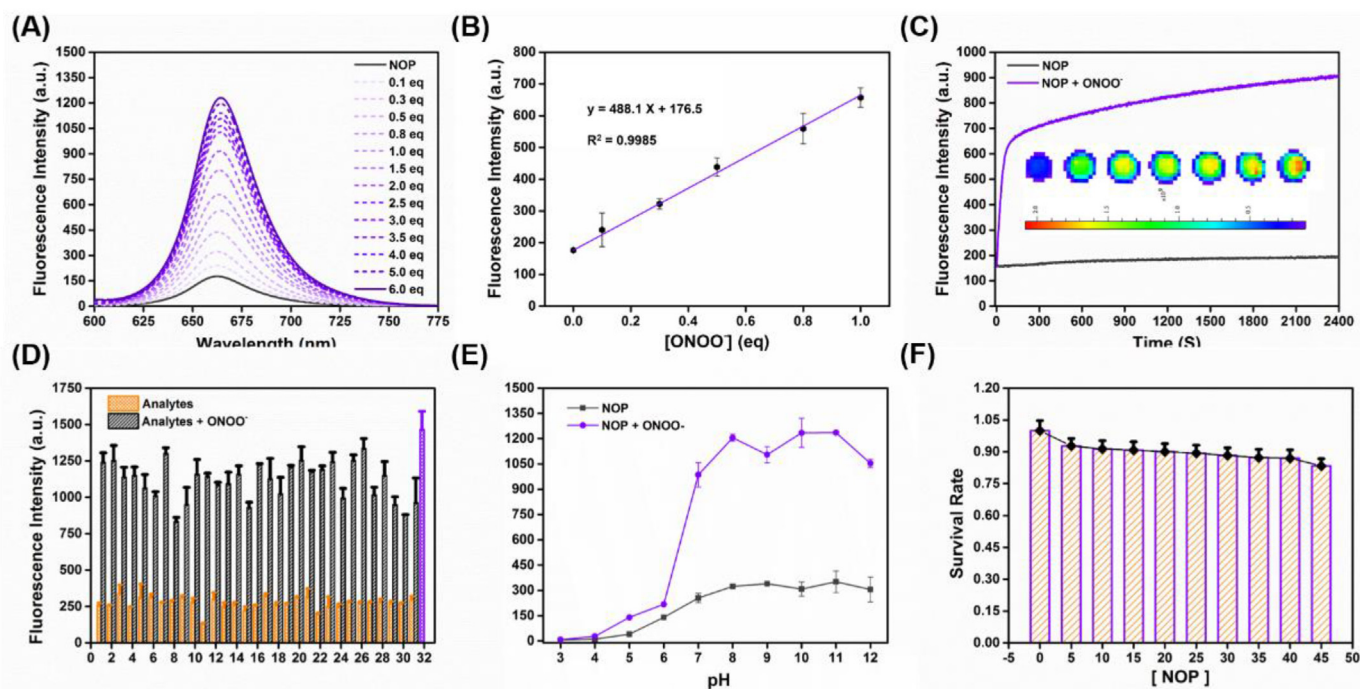 (A)
Fluorescence Intensity (a.u.)
1500
1350
1200
1050
900
750
600
450
300
150
0
600 625 650 675 700 725 750 775
Wavelength (nm)
NOP
0.1 eq
0.3 eq
0.5 eq
0.8 eq
1.0 eq
1.5 eq
2.0 eq
2.5 eq
3.0 eq
3.5 eq
4.0 eq
5.0 eq
6.0 eq
(B)
Fluorescence Intemsity (a.u.)
800
700
600
500
400
300
200
100
0
y = 488.1 X + 176.5
R² = 0.9985
0.0 0.2 0.4 0.6 0.8 1.0
[ONOO⁻] (eq)
(C)
Fluorescence Intensity (a.u.)
1000
900
800
700
600
500
400
300
200
100
0
NOP
NOP + ONOO⁻
2.0 1.5 1.0 0.5
0 300 600 900 1200 1500 1800 2100 2400
Time (S)
(D)
Fluorescence Intensity (a.u.)
1750
1500
1250
1000
750
500
250
0
Analytes
Analytes + ONOO⁻
0 2 4 6 8 10 12 14 16 18 20 22 24 26 28 30 32
(E)
Fluorescence Intensity (a.u.)
1500
1350
1200
1050
900
750
600
450
300
150
0
NOP
NOP + ONOO-
3 4 5 6 7 8 9 10 11 12
pH
(F)
Survival Rate
1.20
1.05
0.90
0.75
0.60
0.45
0.30
0.15
0.00
-5 0 5 10 15 20 25 30 35 40 45 50
[ NOP ]